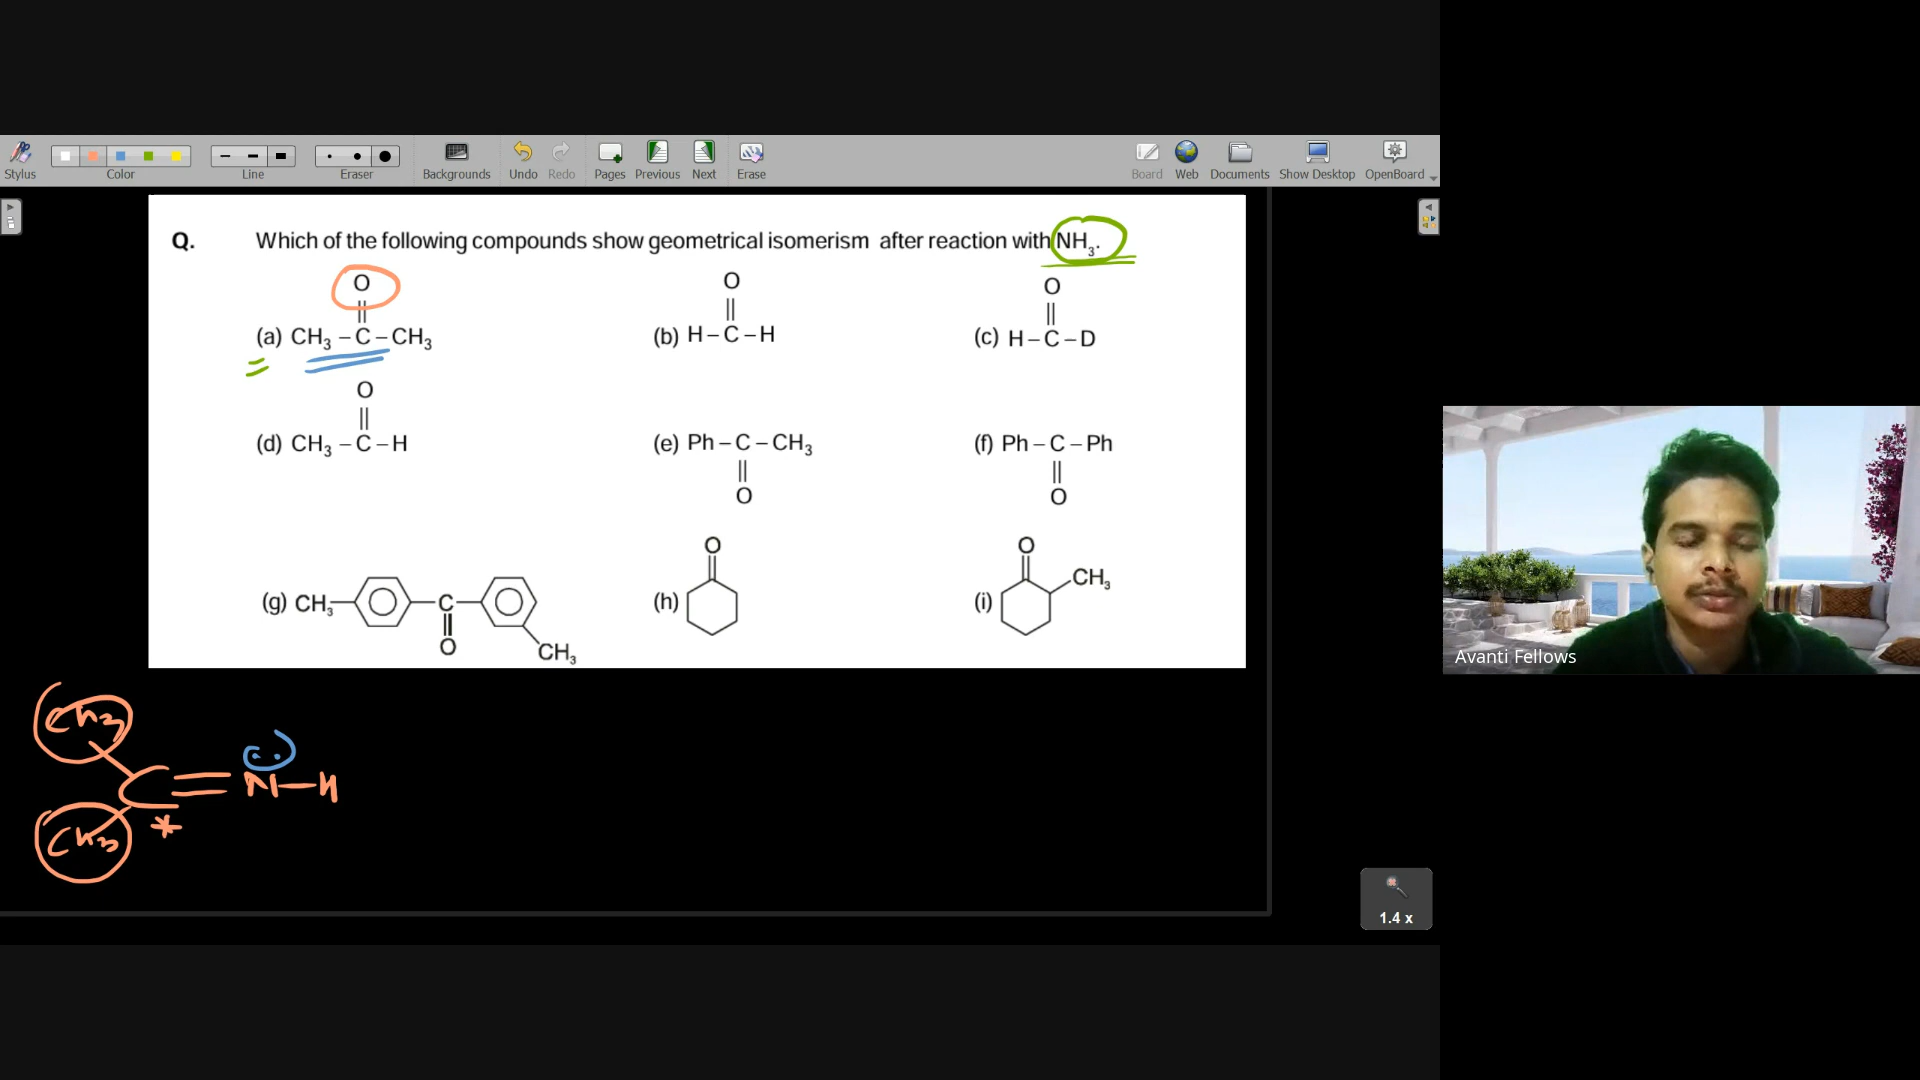 Stylus Color Line Eraser Backgrounds Undo Redo Pages Previous Next Erase Board Web Documents Show Desktop OpenBoard
Q. Which of the following compounds show geometrical isomerism after reaction with NH₃.
(a) CH₃ – C – CH₃
O
(b) H – C – H
O
(c) H – C – D
O
(d) CH₃ – C – H
O
(e) Ph – C – CH₃
O
(f) Ph – C – Ph
O
(g) CH₃ C
O
CH₃
(h)
O
(i)
O
CH₃
CH3
C = N – H
CH3
*
Avanti Fellows
1.4 x